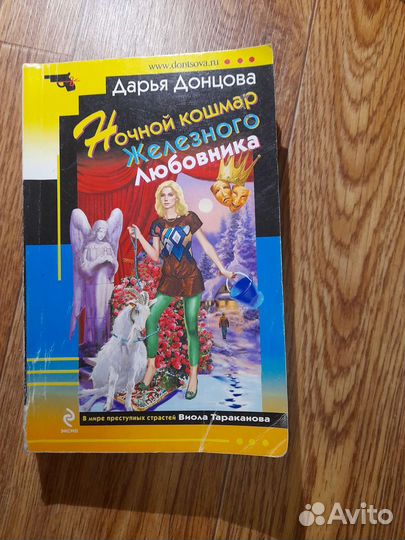 www.dontsova.ru
Дарья Донцова
Ночной кошмар
Железного
Любовника
ЭКСМО
В мире преступных страстей Виола Тараканова
Avito